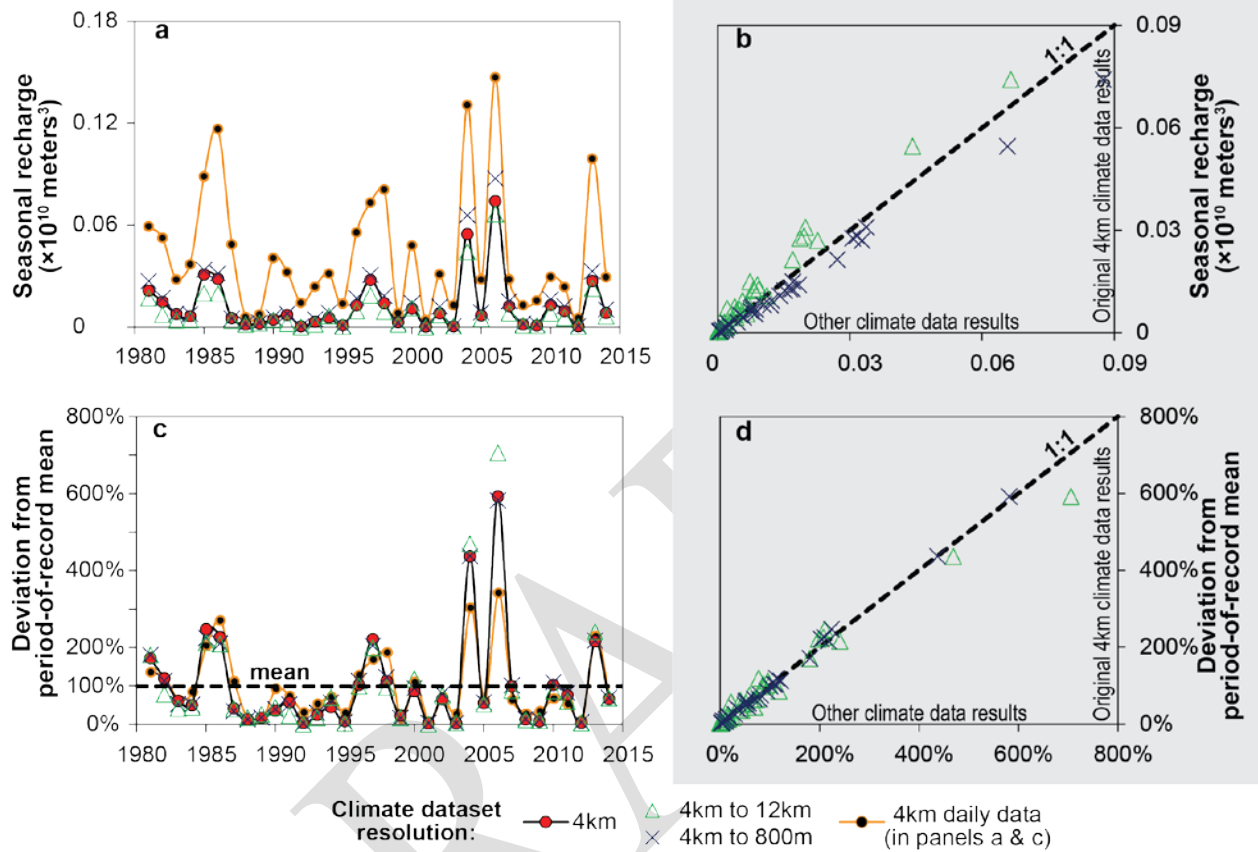 a
0.18
0.12
0.06
0
Seasonal recharge
(×10¹⁰ meters³)
1980 1985 1990 1995 2000 2005 2010 2015
b
1:1
0.09
0.06
0.03
0
Original 4km climate data results
Seasonal recharge
(×10¹⁰ meters³)
Other climate data results
0 0.03 0.06 0.09
c
800%
600%
400%
200%
100%
0%
Deviation from
period-of-record mean
mean
1980 1985 1990 1995 2000 2005 2010 2015
d
1:1
800%
600%
400%
200%
0%
Original 4km climate data results
Deviation from
period-of-record mean
Other climate data results
0% 200% 400% 600% 800%
Climate dataset
resolution:
4km
4km to 12km
4km to 800m
4km daily data
(in panels a & c)